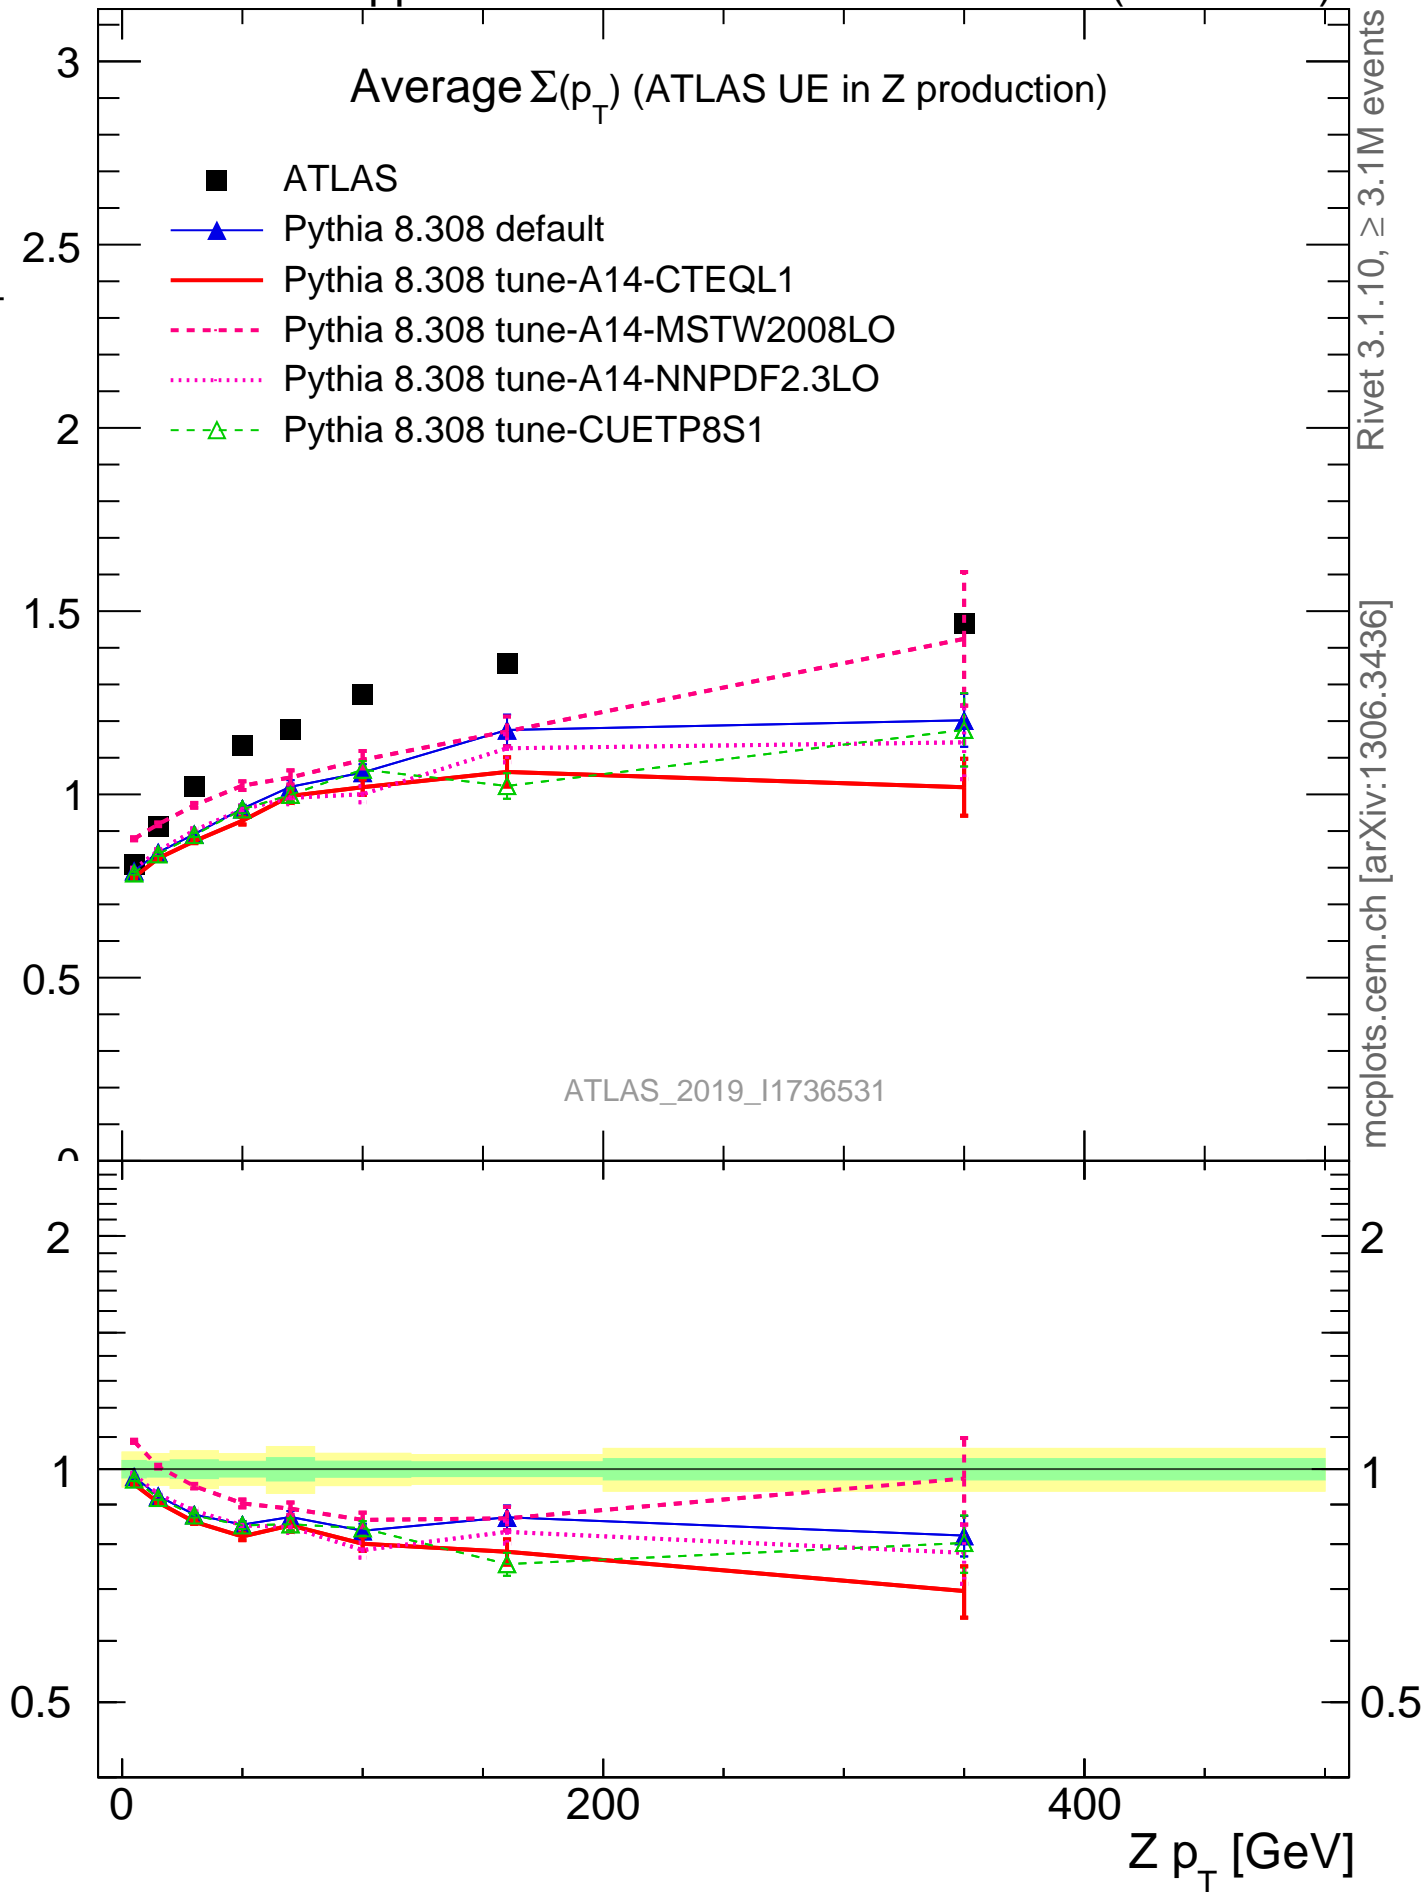 Average Σ(p_T) (ATLAS UE in Z production)
ATLAS
Pythia 8.308 default
Pythia 8.308 tune-A14-CTEQL1
Pythia 8.308 tune-A14-MSTW2008LO
Pythia 8.308 tune-A14-NNPDF2.3LO
Pythia 8.308 tune-CUETP8S1
3
2.5
2
1.5
1
0.5
0
ATLAS_2019_I1736531
Rivet 3.1.10, ≥ 3.1M events
mcplots.cern.ch [arXiv:1306.3436]
2 2
1 1
0.5 0.5
0 200 400
Z p_T [GeV]